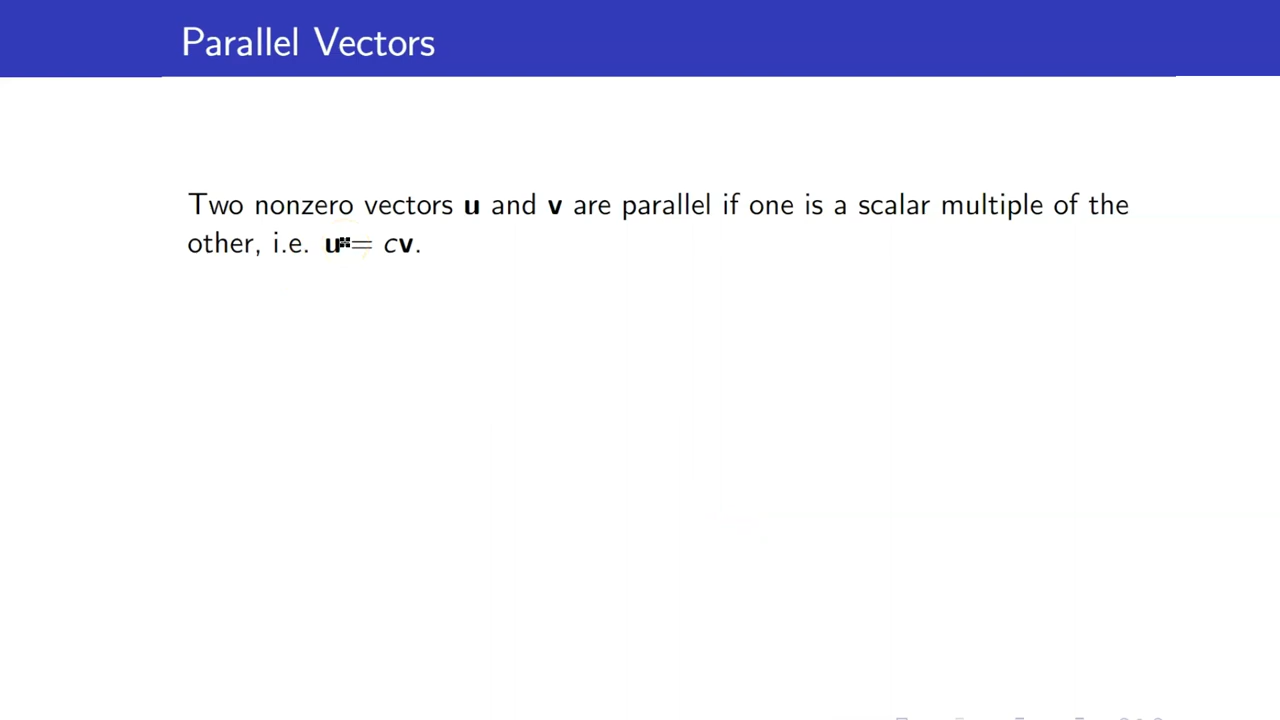 Parallel Vectors
Two nonzero vectors u and v are parallel if one is a scalar multiple of the
other, i.e. u = cv.